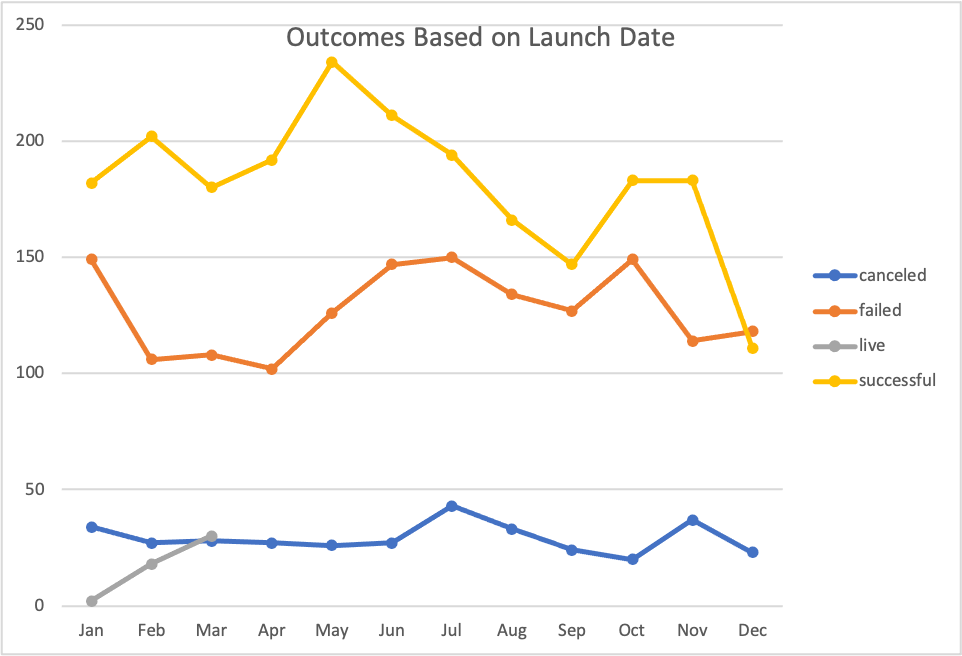 Outcomes Based on Launch Date
250
200
150
100
50
0
Jan Feb Mar Apr May Jun Jul Aug Sep Oct Nov Dec
canceled
failed
live
successful